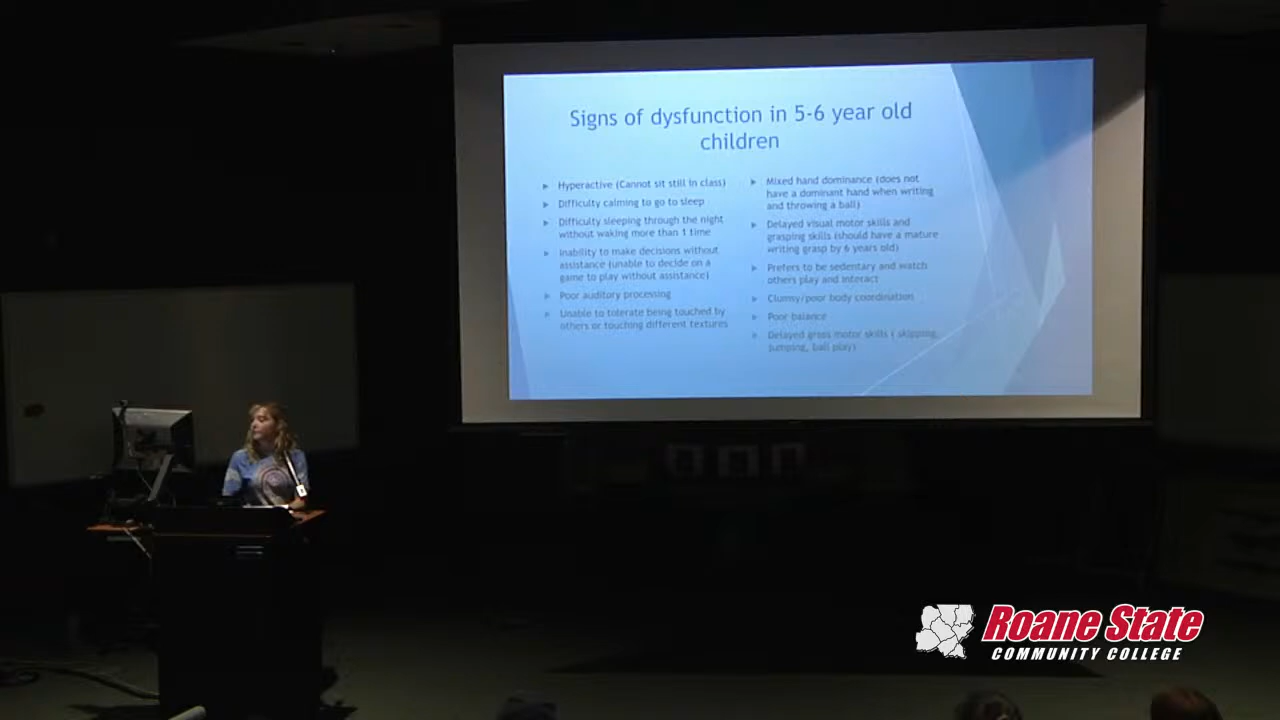 Signs of dysfunction in 5-6 year old
children
Hyperactive (Cannot sit still in class)
Difficulty calming to go to sleep
Difficulty sleeping through the night
without waking more than 1 time
Inability to make decisions without
assistance (unable to decide on a
game to play without assistance)
Poor auditory processing
Unable to tolerate being touched by
others or touching different textures
Mixed hand dominance (does not
have a dominant hand when writing
and throwing a ball)
Delayed visual motor skills and
grasping skills (should have a mature
writing grasp by 6 years old)
Prefers to be sedentary and watch
others play and interact
Clumsy/poor body coordination
Poor balance
Delayed gross motor skills ( skipping,
jumping, ball play)
Roane State
COMMUNITY COLLEGE